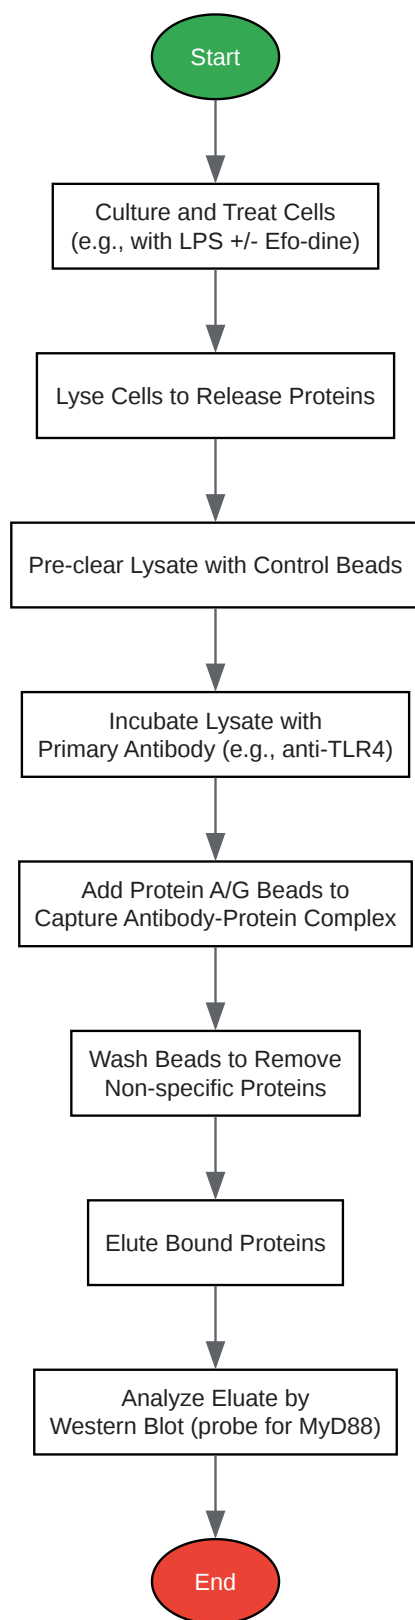 Start
Culture and Treat Cells
(e.g., with LPS +/- Efo-dine)
Lyse Cells to Release Proteins
Pre-clear Lysate with Control Beads
Incubate Lysate with
Primary Antibody (e.g., anti-TLR4)
Add Protein A/G Beads to
Capture Antibody-Protein Complex
Wash Beads to Remove
Non-specific Proteins
Elute Bound Proteins
Analyze Eluate by
Western Blot (probe for MyD88)
End